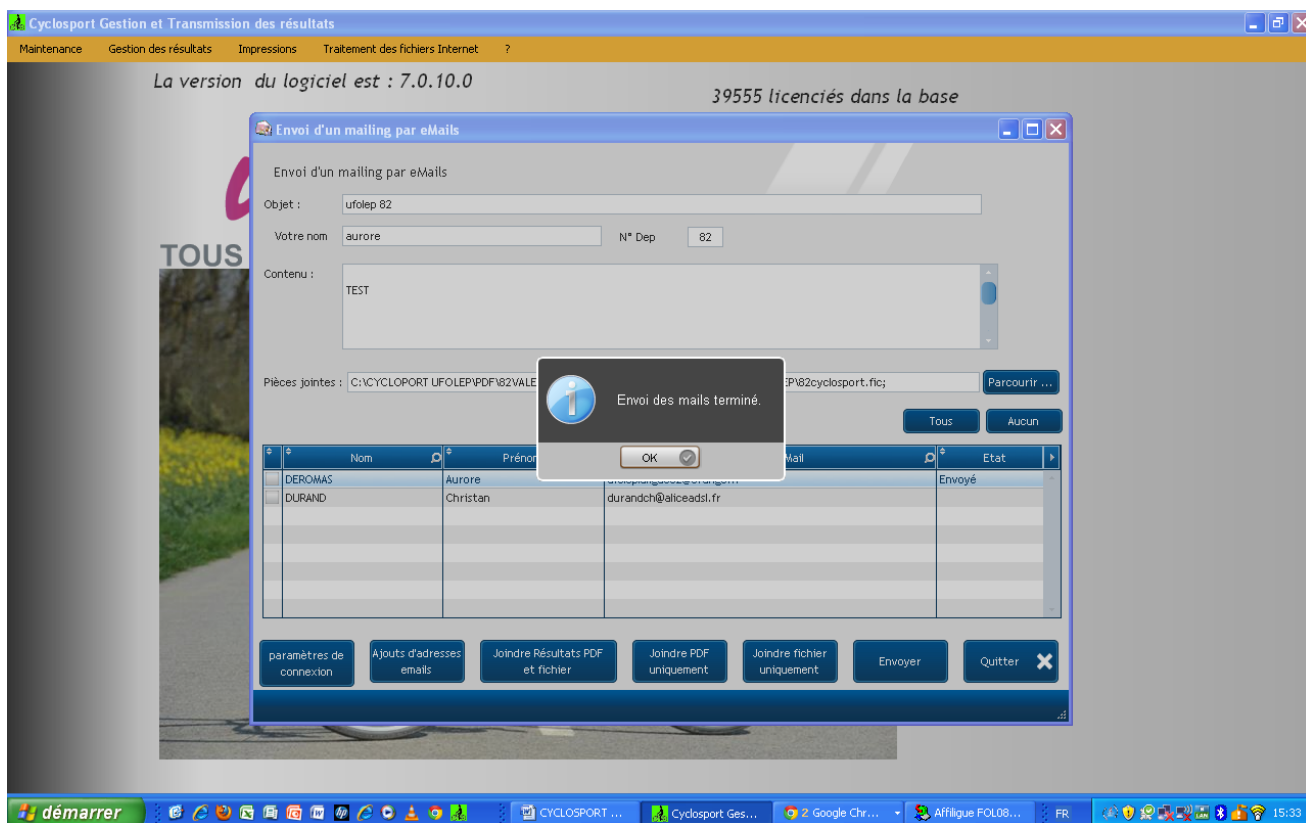 Cyclosport Gestion et Transmission des résultats
Maintenance Gestion des résultats Impressions Traitement des fichiers Internet ?
La version du logiciel est : 7.0.10.0
39555 licenciés dans la base
Envoi d'un mailing par eMails
Envoi d'un mailing par eMails
Objet : ufolep 82
Votre nom aurore N° Dep 82
TOUS
Contenu :
TEST
Pièces jointes : C:\CYCLOPORT UFOLEP\PDF\82VALE EP\82cyclosport.fic; Parcourir ...
Envoi des mails terminé.
OK
Tous Aucun
Nom Prénom Mail Etat
DEROMAS Aurore Envoyé
DURAND Christan durandch@aliceadsl.fr
paramètres de connexion Ajouts d'adresses emails Joindre Résultats PDF et fichier Joindre PDF uniquement Joindre fichier uniquement Envoyer Quitter
démarrer CYCLOSPORT ... Cyclosport Ges... 2 Google Chr... Affiligue FOL08... FR 15:33